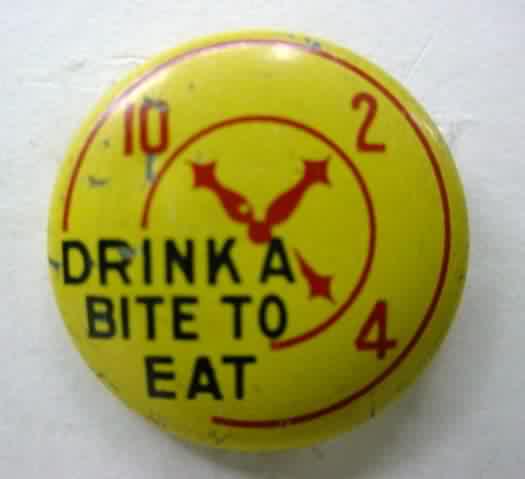 10 2
4
DRINK A
BITE TO
EAT